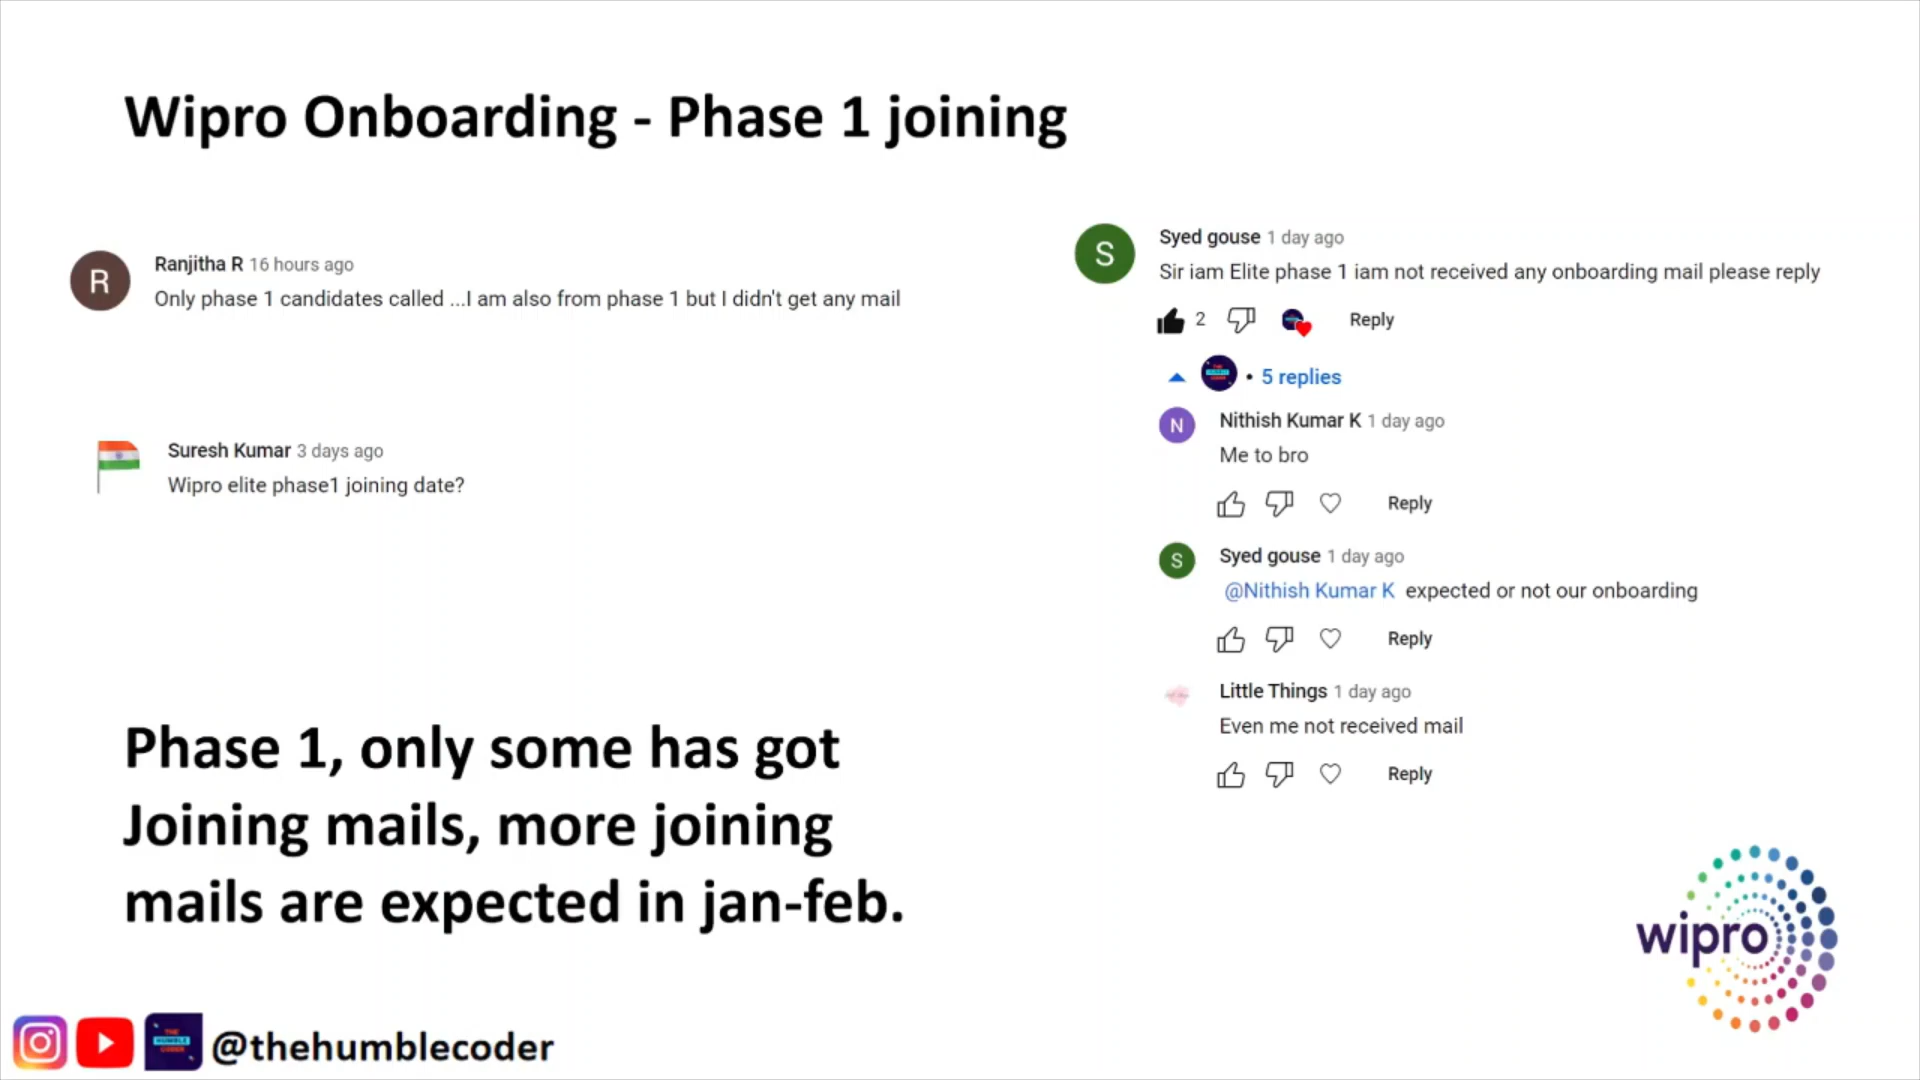 Wipro Onboarding - Phase 1 joining
R
Ranjitha R 16 hours ago
Only phase 1 candidates called ...I am also from phase 1 but I didn't get any mail
Suresh Kumar 3 days ago
Wipro elite phase1 joining date?
Phase 1, only some has got
Joining mails, more joining
mails are expected in jan-feb.
S
Syed gouse 1 day ago
Sir iam Elite phase 1 iam not received any onboarding mail please reply
2 Reply
• 5 replies
N
Nithish Kumar K 1 day ago
Me to bro
Reply
S
Syed gouse 1 day ago
@Nithish Kumar K expected or not our onboarding
Reply
Little Things 1 day ago
Even me not received mail
Reply
wipro
THE
HUMBLE
CODER
@thehumblecoder